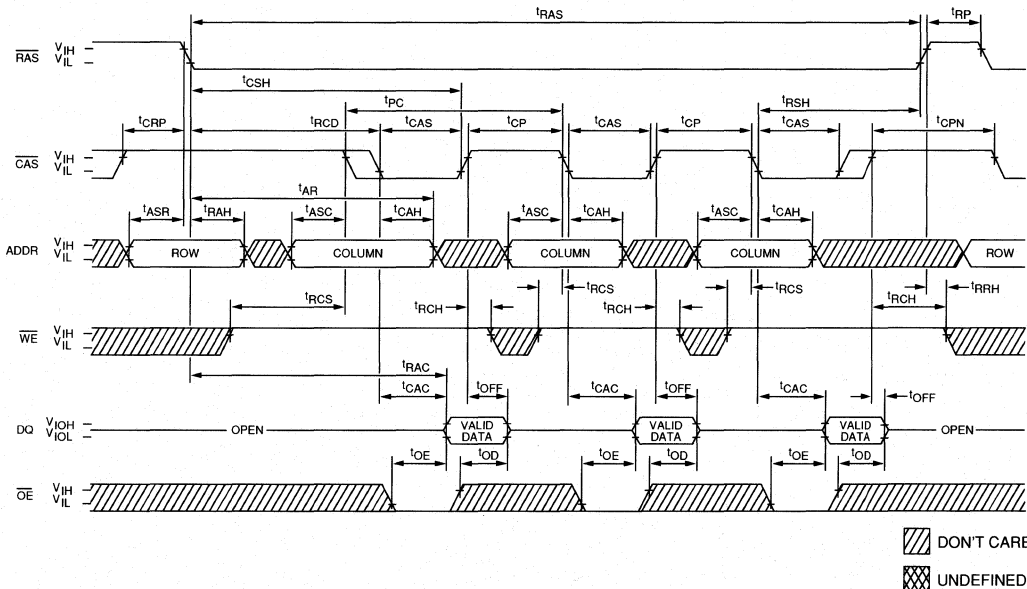 tRAS
tRP
RAS VIH
VIL
tCSH
tPC
tRSH
tCRP
tRCD
tCAS
tCP
tCAS
tCP
tCAS
tCPN
CAS VIH
VIL
tAR
tASR
tRAH
tASC
tCAH
tASC
tCAH
tASC
tCAH
ADDR VIH
VIL
ROW
COLUMN
COLUMN
COLUMN
ROW
tRCS
tRCH
tRCS
tRCH
tRCS
tRCH
tRRH
WE VIH
VIL
tRAC
tCAC
tOFF
tCAC
tOFF
tCAC
tOFF
DQ VIOH
VIOL
OPEN
VALID
DATA
VALID
DATA
VALID
DATA
OPEN
tOE
tOD
tOE
tOD
tOE
tOD
OE VIH
VIL
DON'T CARE
UNDEFINED